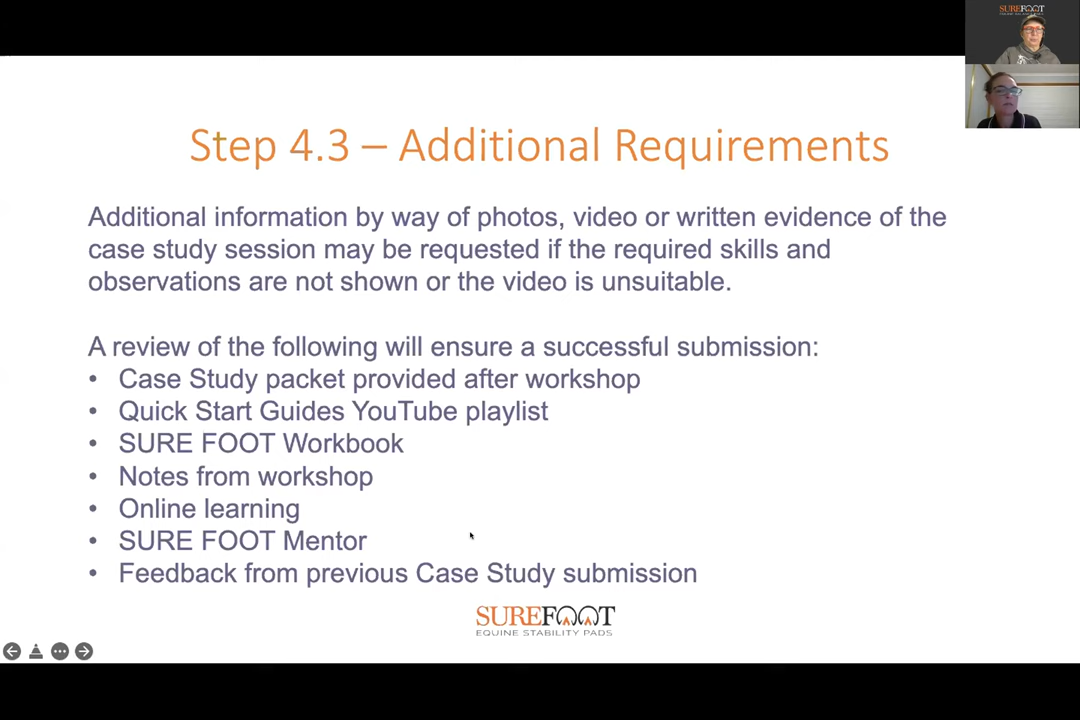 SUREFOOT
EQUINE STABILITY PADS
Step 4.3 – Additional Requirements
Additional information by way of photos, video or written evidence of the
case study session may be requested if the required skills and
observations are not shown or the video is unsuitable.
A review of the following will ensure a successful submission:
• Case Study packet provided after workshop
• Quick Start Guides YouTube playlist
• SURE FOOT Workbook
• Notes from workshop
• Online learning
• SURE FOOT Mentor
• Feedback from previous Case Study submission
SUREFOOT
EQUINE STABILITY PADS